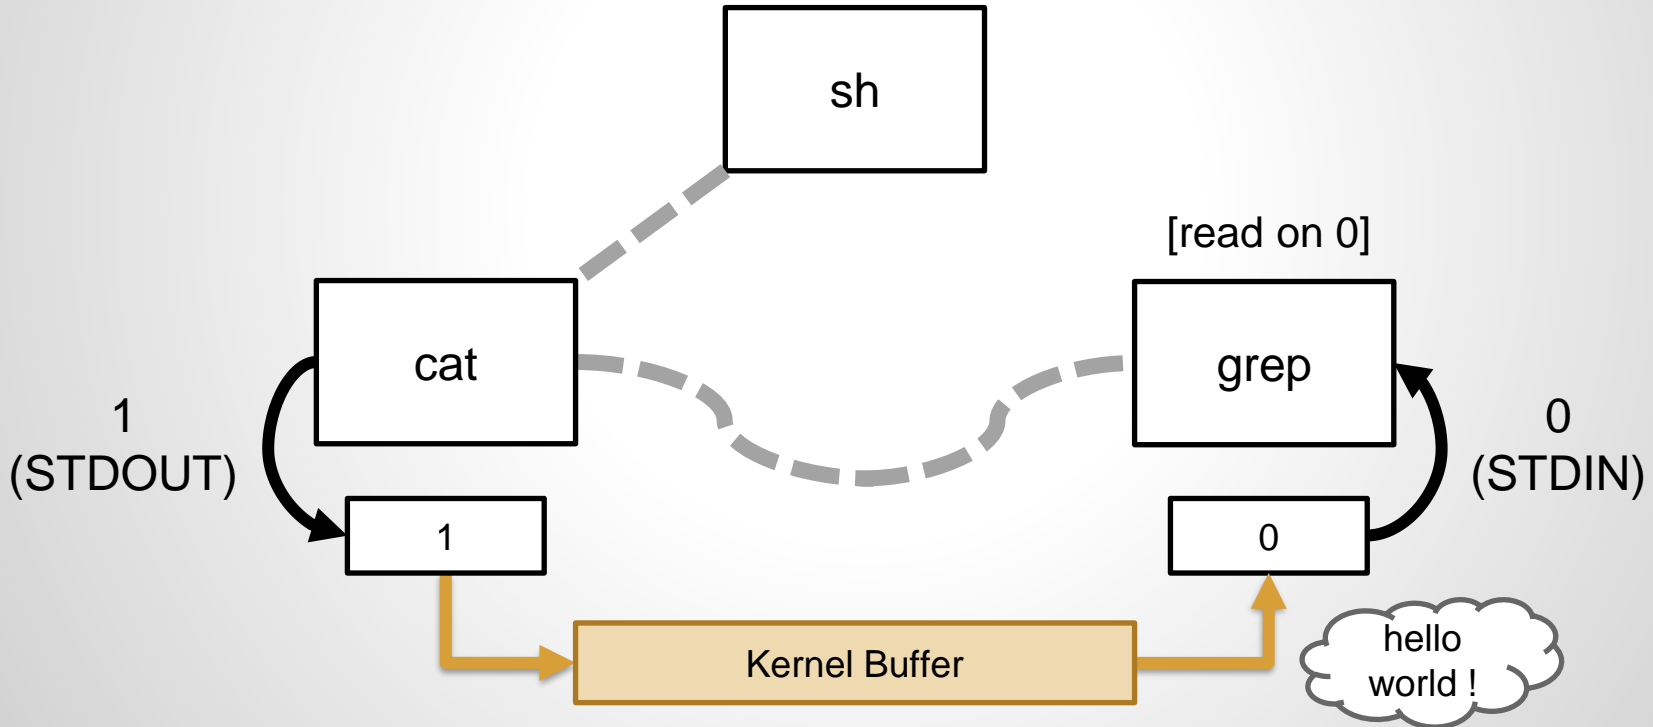 sh
[read on 0]
cat
grep
1
(STDOUT)
0
(STDIN)
1
0
Kernel Buffer
hello
world !